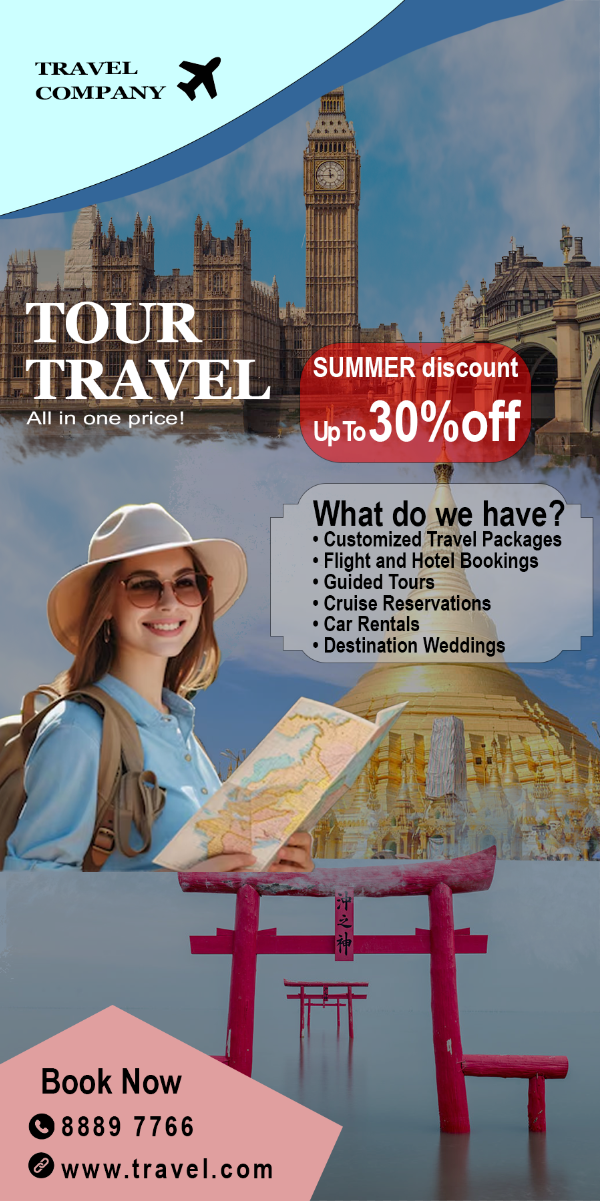 TRAVEL
COMPANY
TOUR
TRAVEL
All in one price!
SUMMER discount
Up To 30%off
What do we have?
• Customized Travel Packages
• Flight and Hotel Bookings
• Guided Tours
• Cruise Reservations
• Car Rentals
• Destination Weddings
沖之神
Book Now
8889 7766
www.travel.com